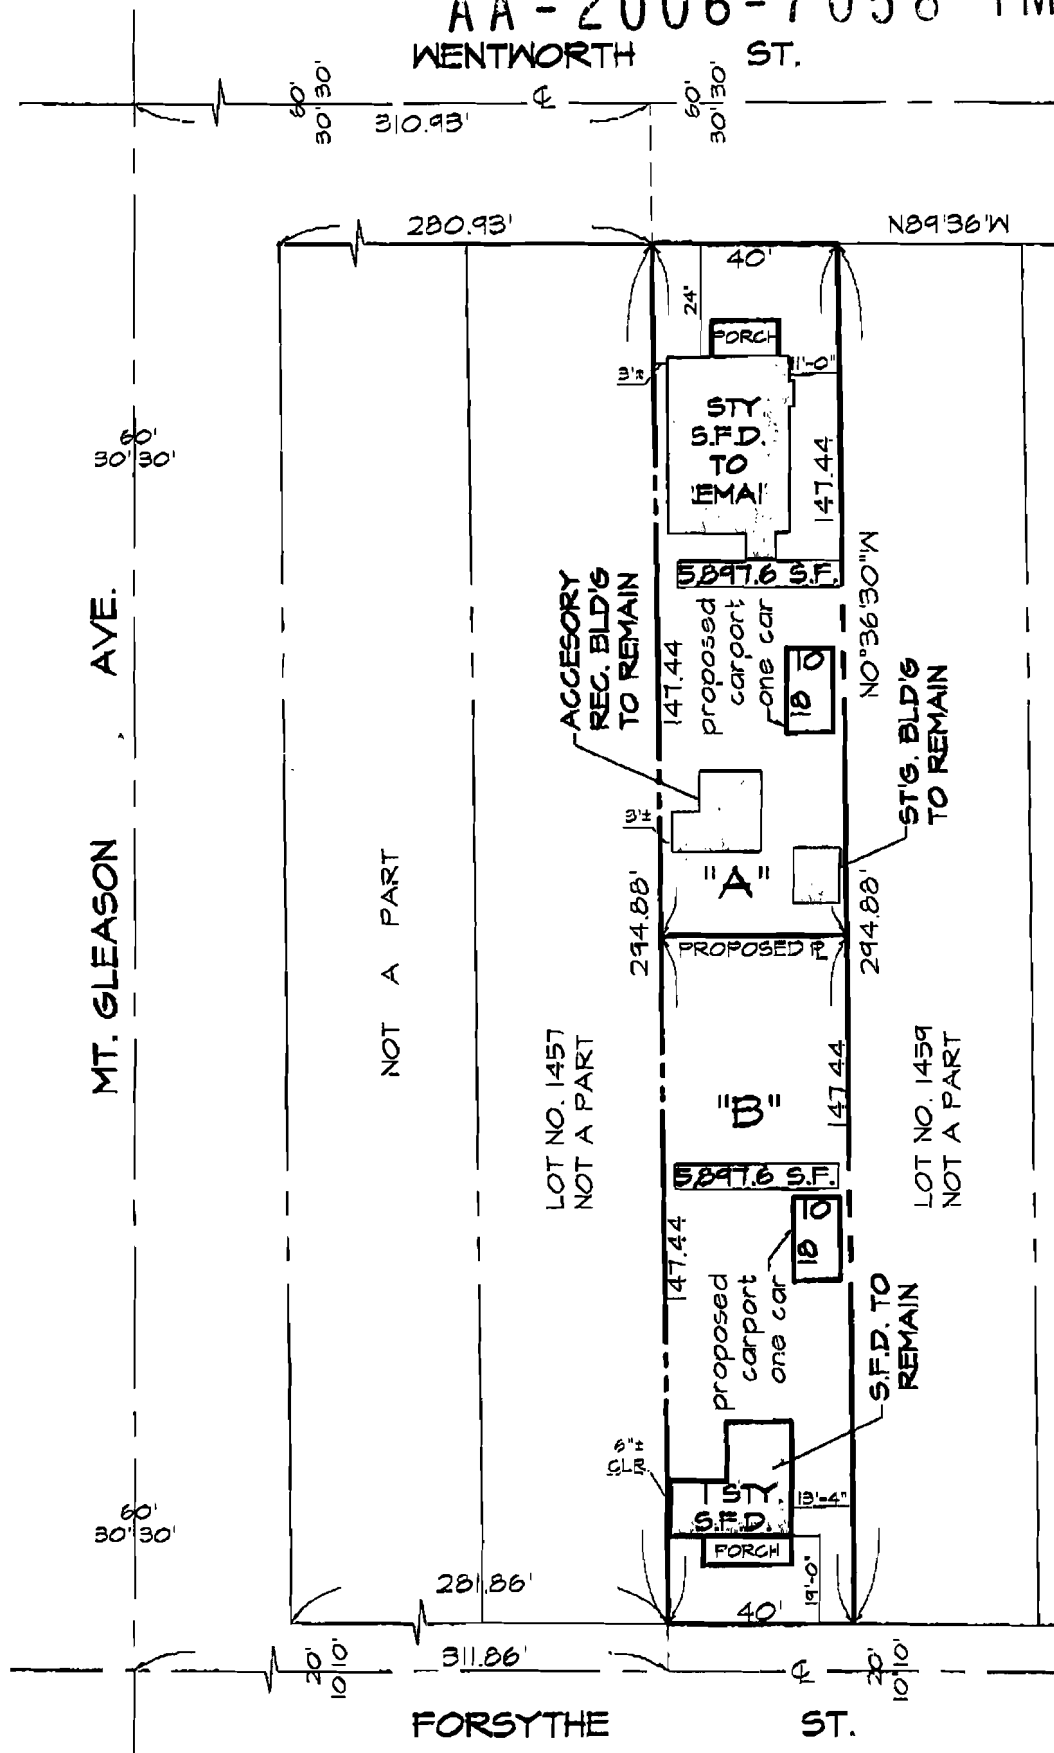 AA-2006-7058
WENTWORTH ST.
60'
30' 30'
310.93'
℄
60'
30' 30'
280.93'
N89°36'W
40'
24"
PORCH
3'±
11'-0"
STY
S.F.D.
TO
EMAI
147.44
5,897.6 S.F.
N0°36'30"W
ACCESORY
REC. BLD'G
TO REMAIN
147.44
proposed
carport
one car
10
18
ST'G. BLD'G
TO REMAIN
3'±
"A"
294.88'
294.88'
PROPOSED ⅊
60'
30' 30'
MT. GLEASON AVE.
NOT A PART
LOT NO. 1457
NOT A PART
"B"
147.44
LOT NO. 1459
NOT A PART
5,897.6 S.F.
10
18
147.44
proposed
carport
one car
S.F.D. TO
REMAIN
6"±
CLR.
1 STY.
S.F.D.
13'-4"
PORCH
19'-0"
60'
30' 30'
281.86'
40'
20'
10' 10'
311.86'
℄
20'
10' 10'
FORSYTHE ST.